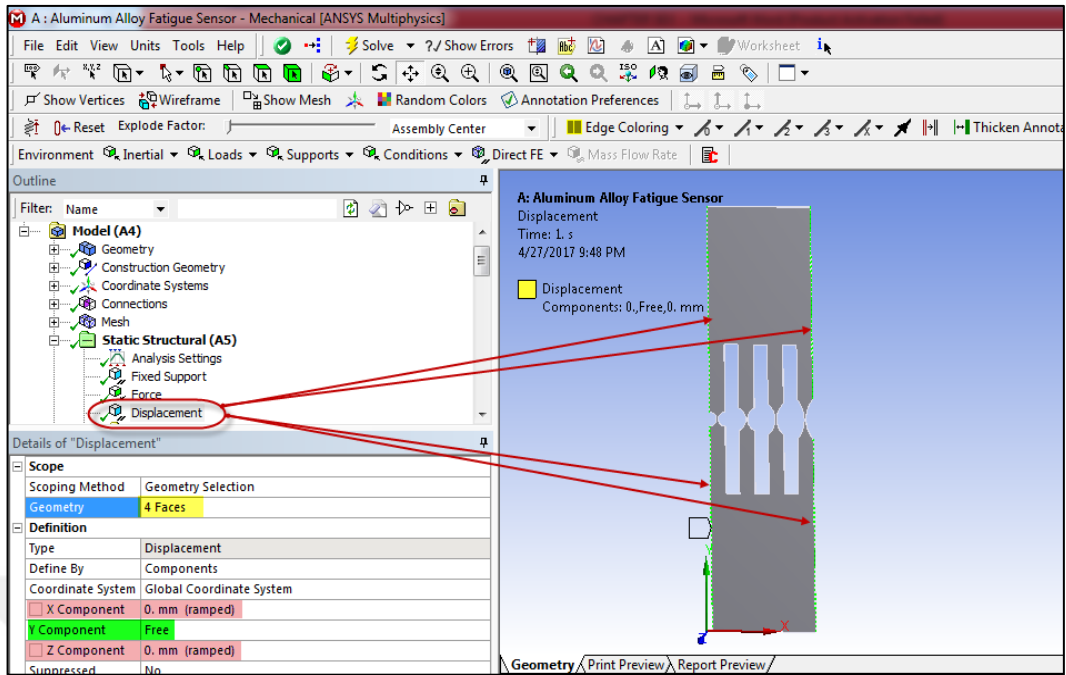 A : Aluminum Alloy Fatigue Sensor - Mechanical [ANSYS Multiphysics]
File Edit View Units Tools Help Solve ?✓ Show Errors Worksheet
Show Vertices Wireframe Show Mesh Random Colors Annotation Preferences
Reset Explode Factor: Assembly Center Edge Coloring Thicken Annota
Environment Inertial Loads Supports Conditions Direct FE Mass Flow Rate
Outline
Filter: Name
Model (A4)
Geometry
Construction Geometry
Coordinate Systems
Connections
Mesh
Static Structural (A5)
Analysis Settings
Fixed Support
Force
Displacement
Details of "Displacement"
Scope
Scoping Method Geometry Selection
Geometry 4 Faces
Definition
Type Displacement
Define By Components
Coordinate System Global Coordinate System
X Component 0. mm (ramped)
Y Component Free
Z Component 0. mm (ramped)
Suppressed No
A: Aluminum Alloy Fatigue Sensor
Displacement
Time: 1. s
4/27/2017 9:48 PM
Displacement
Components: 0.,Free,0. mm
Y
X
Z
Geometry Print Preview Report Preview